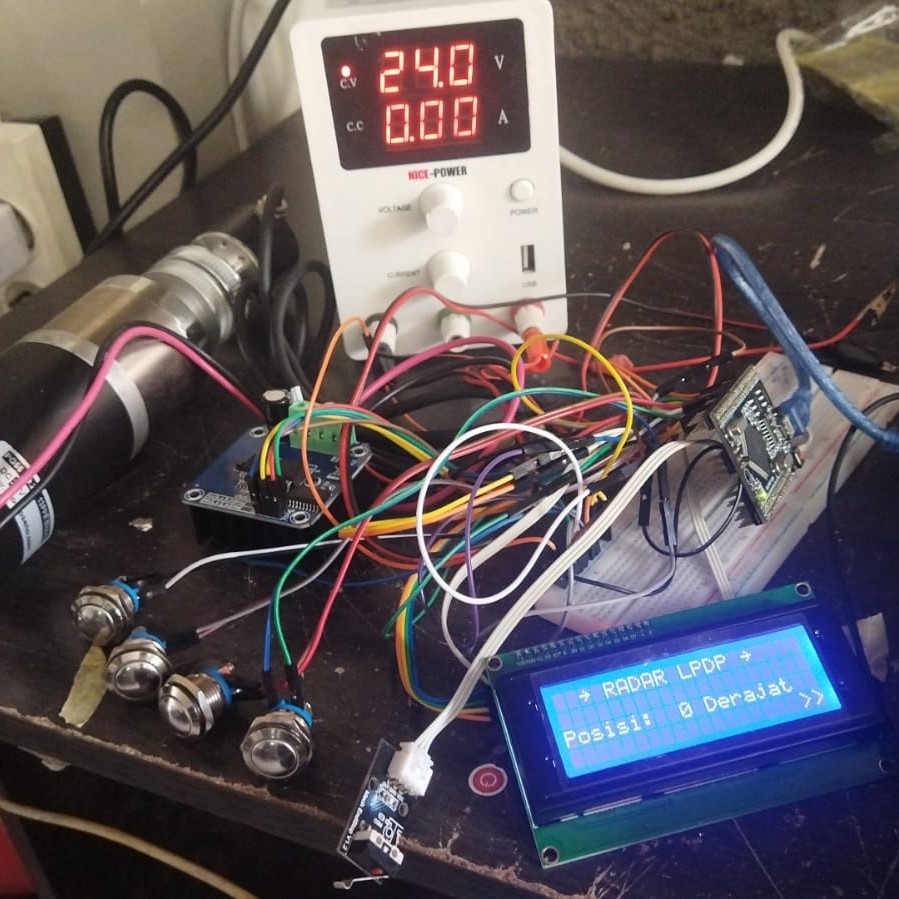 24.0 V
C.V
0.00 A
C.C
NICE-POWER
VOLTAGE
POWER
CURRENT
USB
→ RADAR LPDP →
Posisi: 0 Derajat
>>